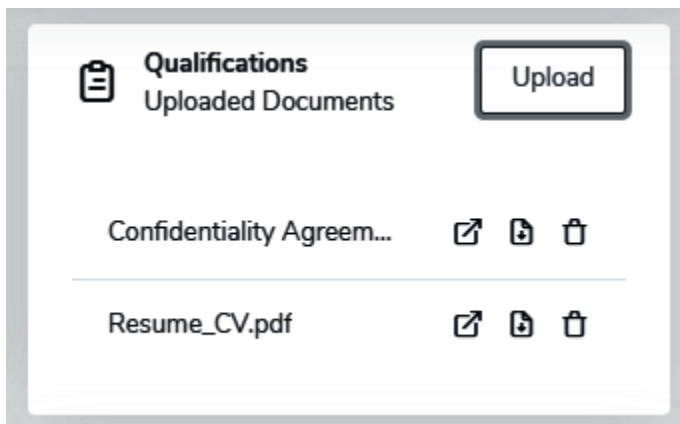 Qualifications
Uploaded Documents
Upload
Confidentiality Agreem...
Resume_CV.pdf